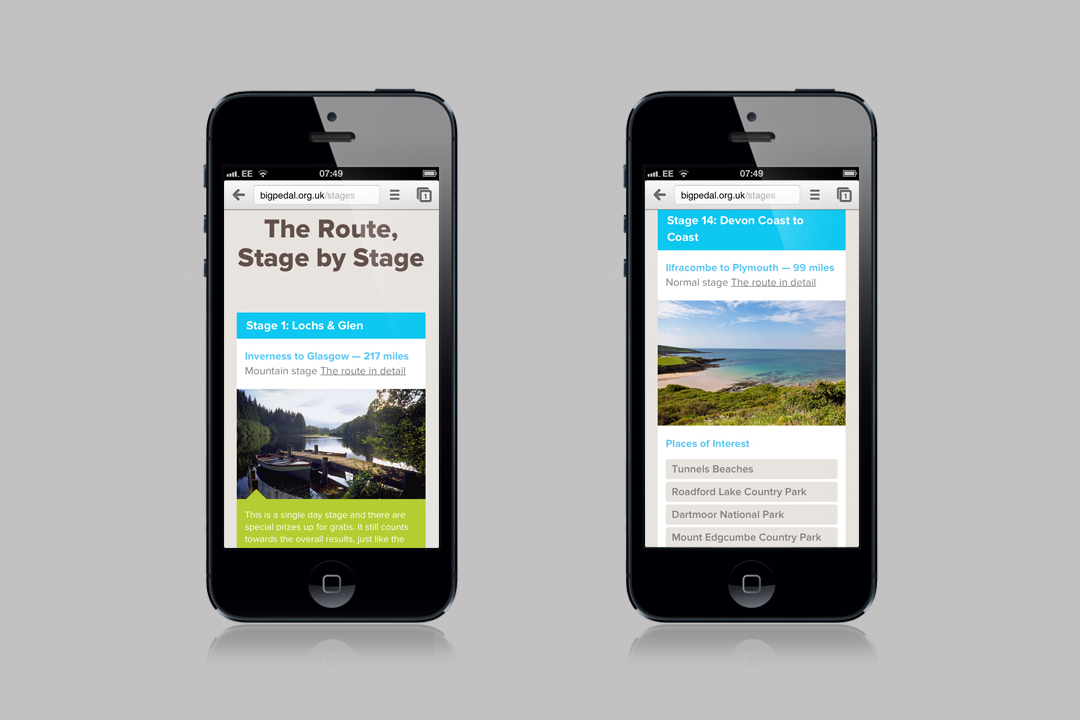 EE 07:49
bigpedal.org.uk/stages 1
The Route,
Stage by Stage
Stage 1: Lochs & Glen
Inverness to Glasgow — 217 miles
Mountain stage The route in detail
This is a single day stage and there are
special prizes up for grabs. It still counts
towards the overall results, just like the
EE 07:49
bigpedal.org.uk/stages 1
Stage 14: Devon Coast to
Coast
Ilfracombe to Plymouth — 99 miles
Normal stage The route in detail
Places of Interest
Tunnels Beaches
Roadford Lake Country Park
Dartmoor National Park
Mount Edgcumbe Country Park